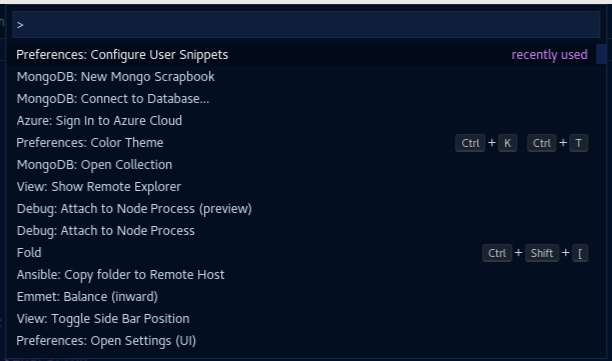 >
Preferences: Configure User Snippets recently used
MongoDB: New Mongo Scrapbook
MongoDB: Connect to Database...
Azure: Sign In to Azure Cloud
Preferences: Color Theme Ctrl + K Ctrl + T
MongoDB: Open Collection
View: Show Remote Explorer
Debug: Attach to Node Process (preview)
Debug: Attach to Node Process
Fold Ctrl + Shift + [
Ansible: Copy folder to Remote Host
Emmet: Balance (inward)
View: Toggle Side Bar Position
Preferences: Open Settings (UI)